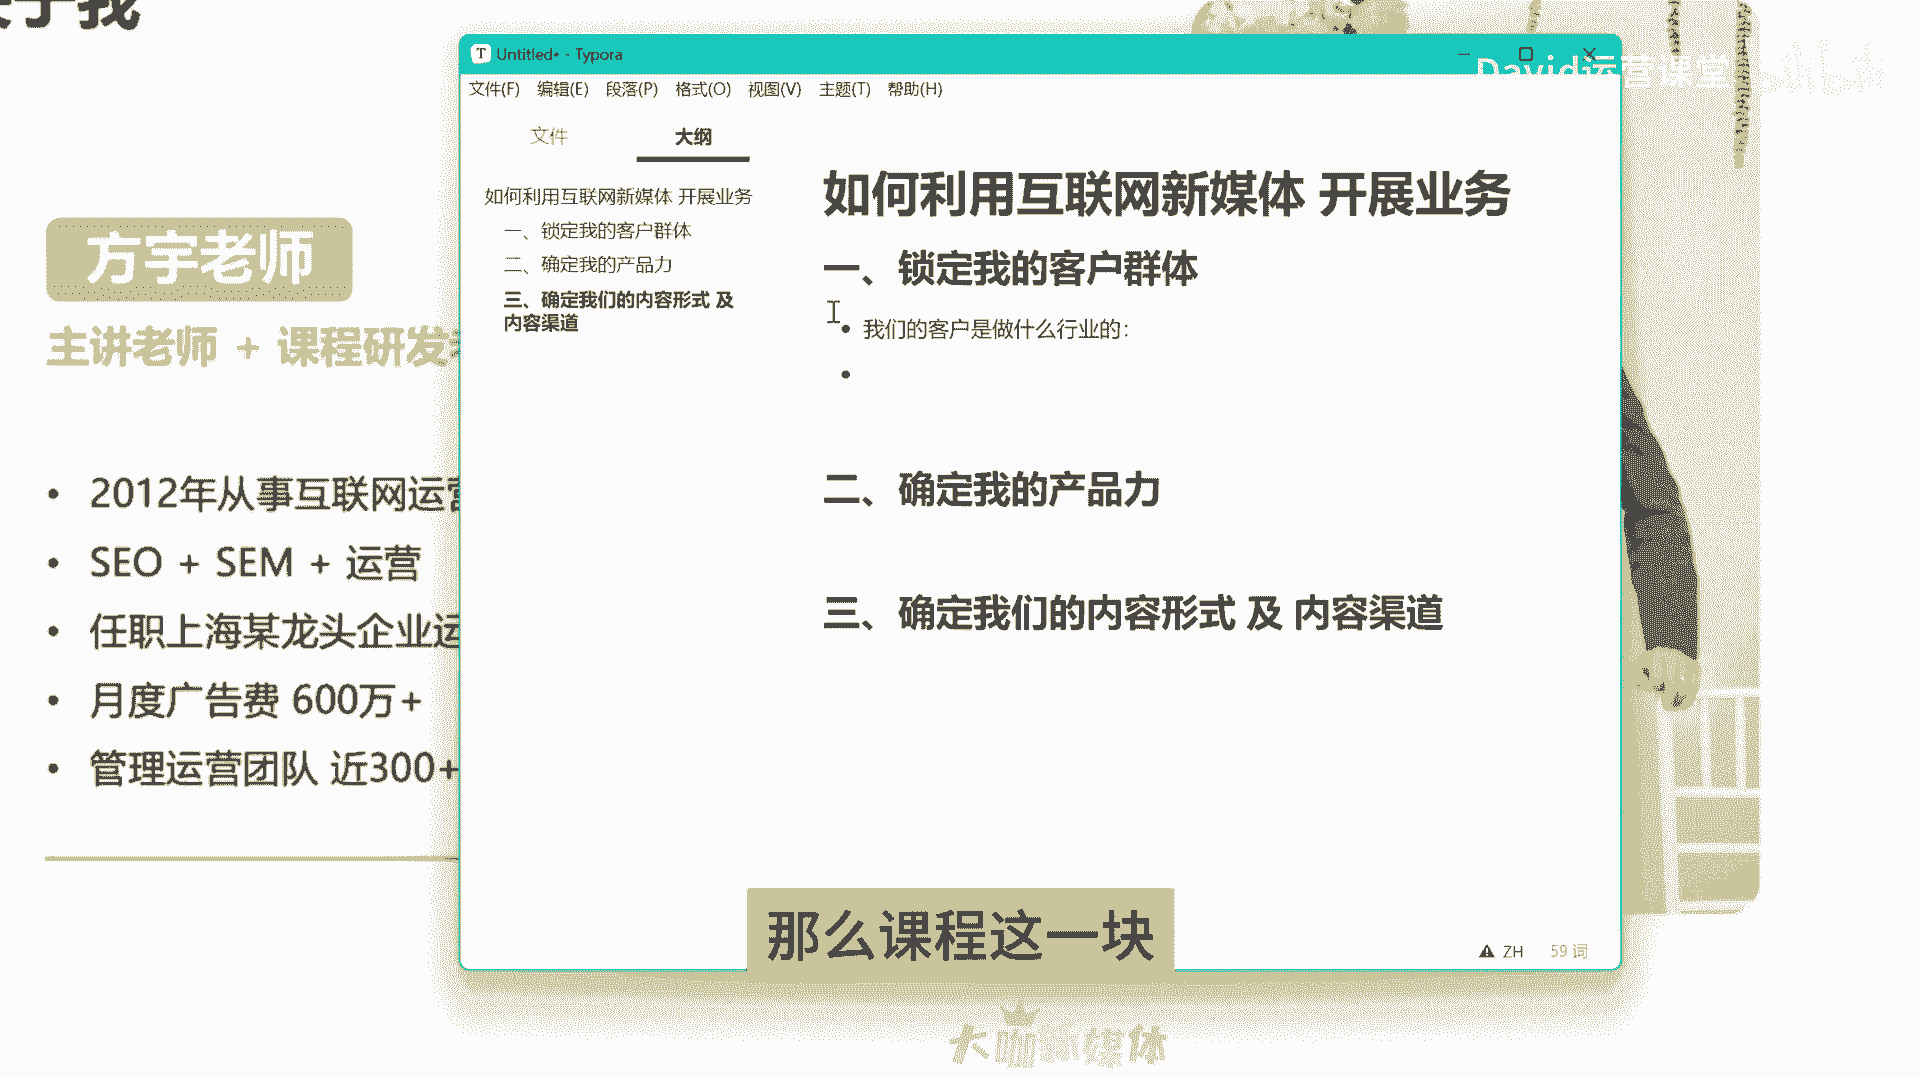 关于我
方宇老师
主讲老师 + 课程研发
2012年从事互联网运营
SEO + SEM + 运营
任职上海某龙头企业运
月度广告费 600万+
管理运营团队 近300+
Untitled• - Typora
David运营课堂
文件(F) 编辑(E) 段落(P) 格式(O) 视图(V) 主题(T) 帮助(H)
文件 大纲
如何利用互联网新媒体 开展业务
一、锁定我的客户群体
二、确定我的产品力
三、确定我们的内容形式 及
内容渠道
如何利用互联网新媒体 开展业务
一、锁定我的客户群体
我们的客户是做什么行业的：
二、确定我的产品力
三、确定我们的内容形式 及 内容渠道
那么课程这一块
ZH 59 词
大咖新媒体